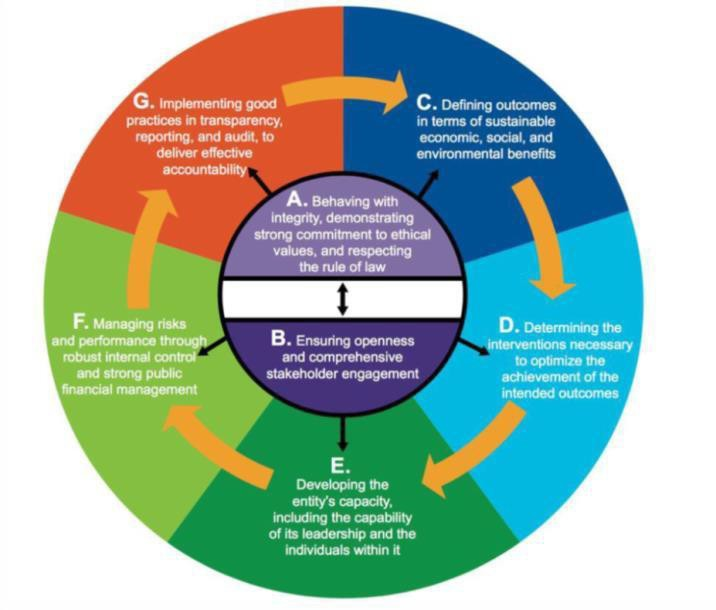 G. Implementing good
practices in transparency,
reporting, and audit, to
deliver effective
accountability
C. Defining outcomes
in terms of sustainable
economic, social, and
environmental benefits
A. Behaving with
integrity, demonstrating
strong commitment to ethical
values, and respecting
the rule of law
B. Ensuring openness
and comprehensive
stakeholder engagement
F. Managing risks
and performance through
robust internal control
and strong public
financial management
D. Determining the
interventions necessary
to optimize the
achievement of the
intended outcomes
E.
Developing the
entity's capacity,
including the capability
of its leadership and the
individuals within it